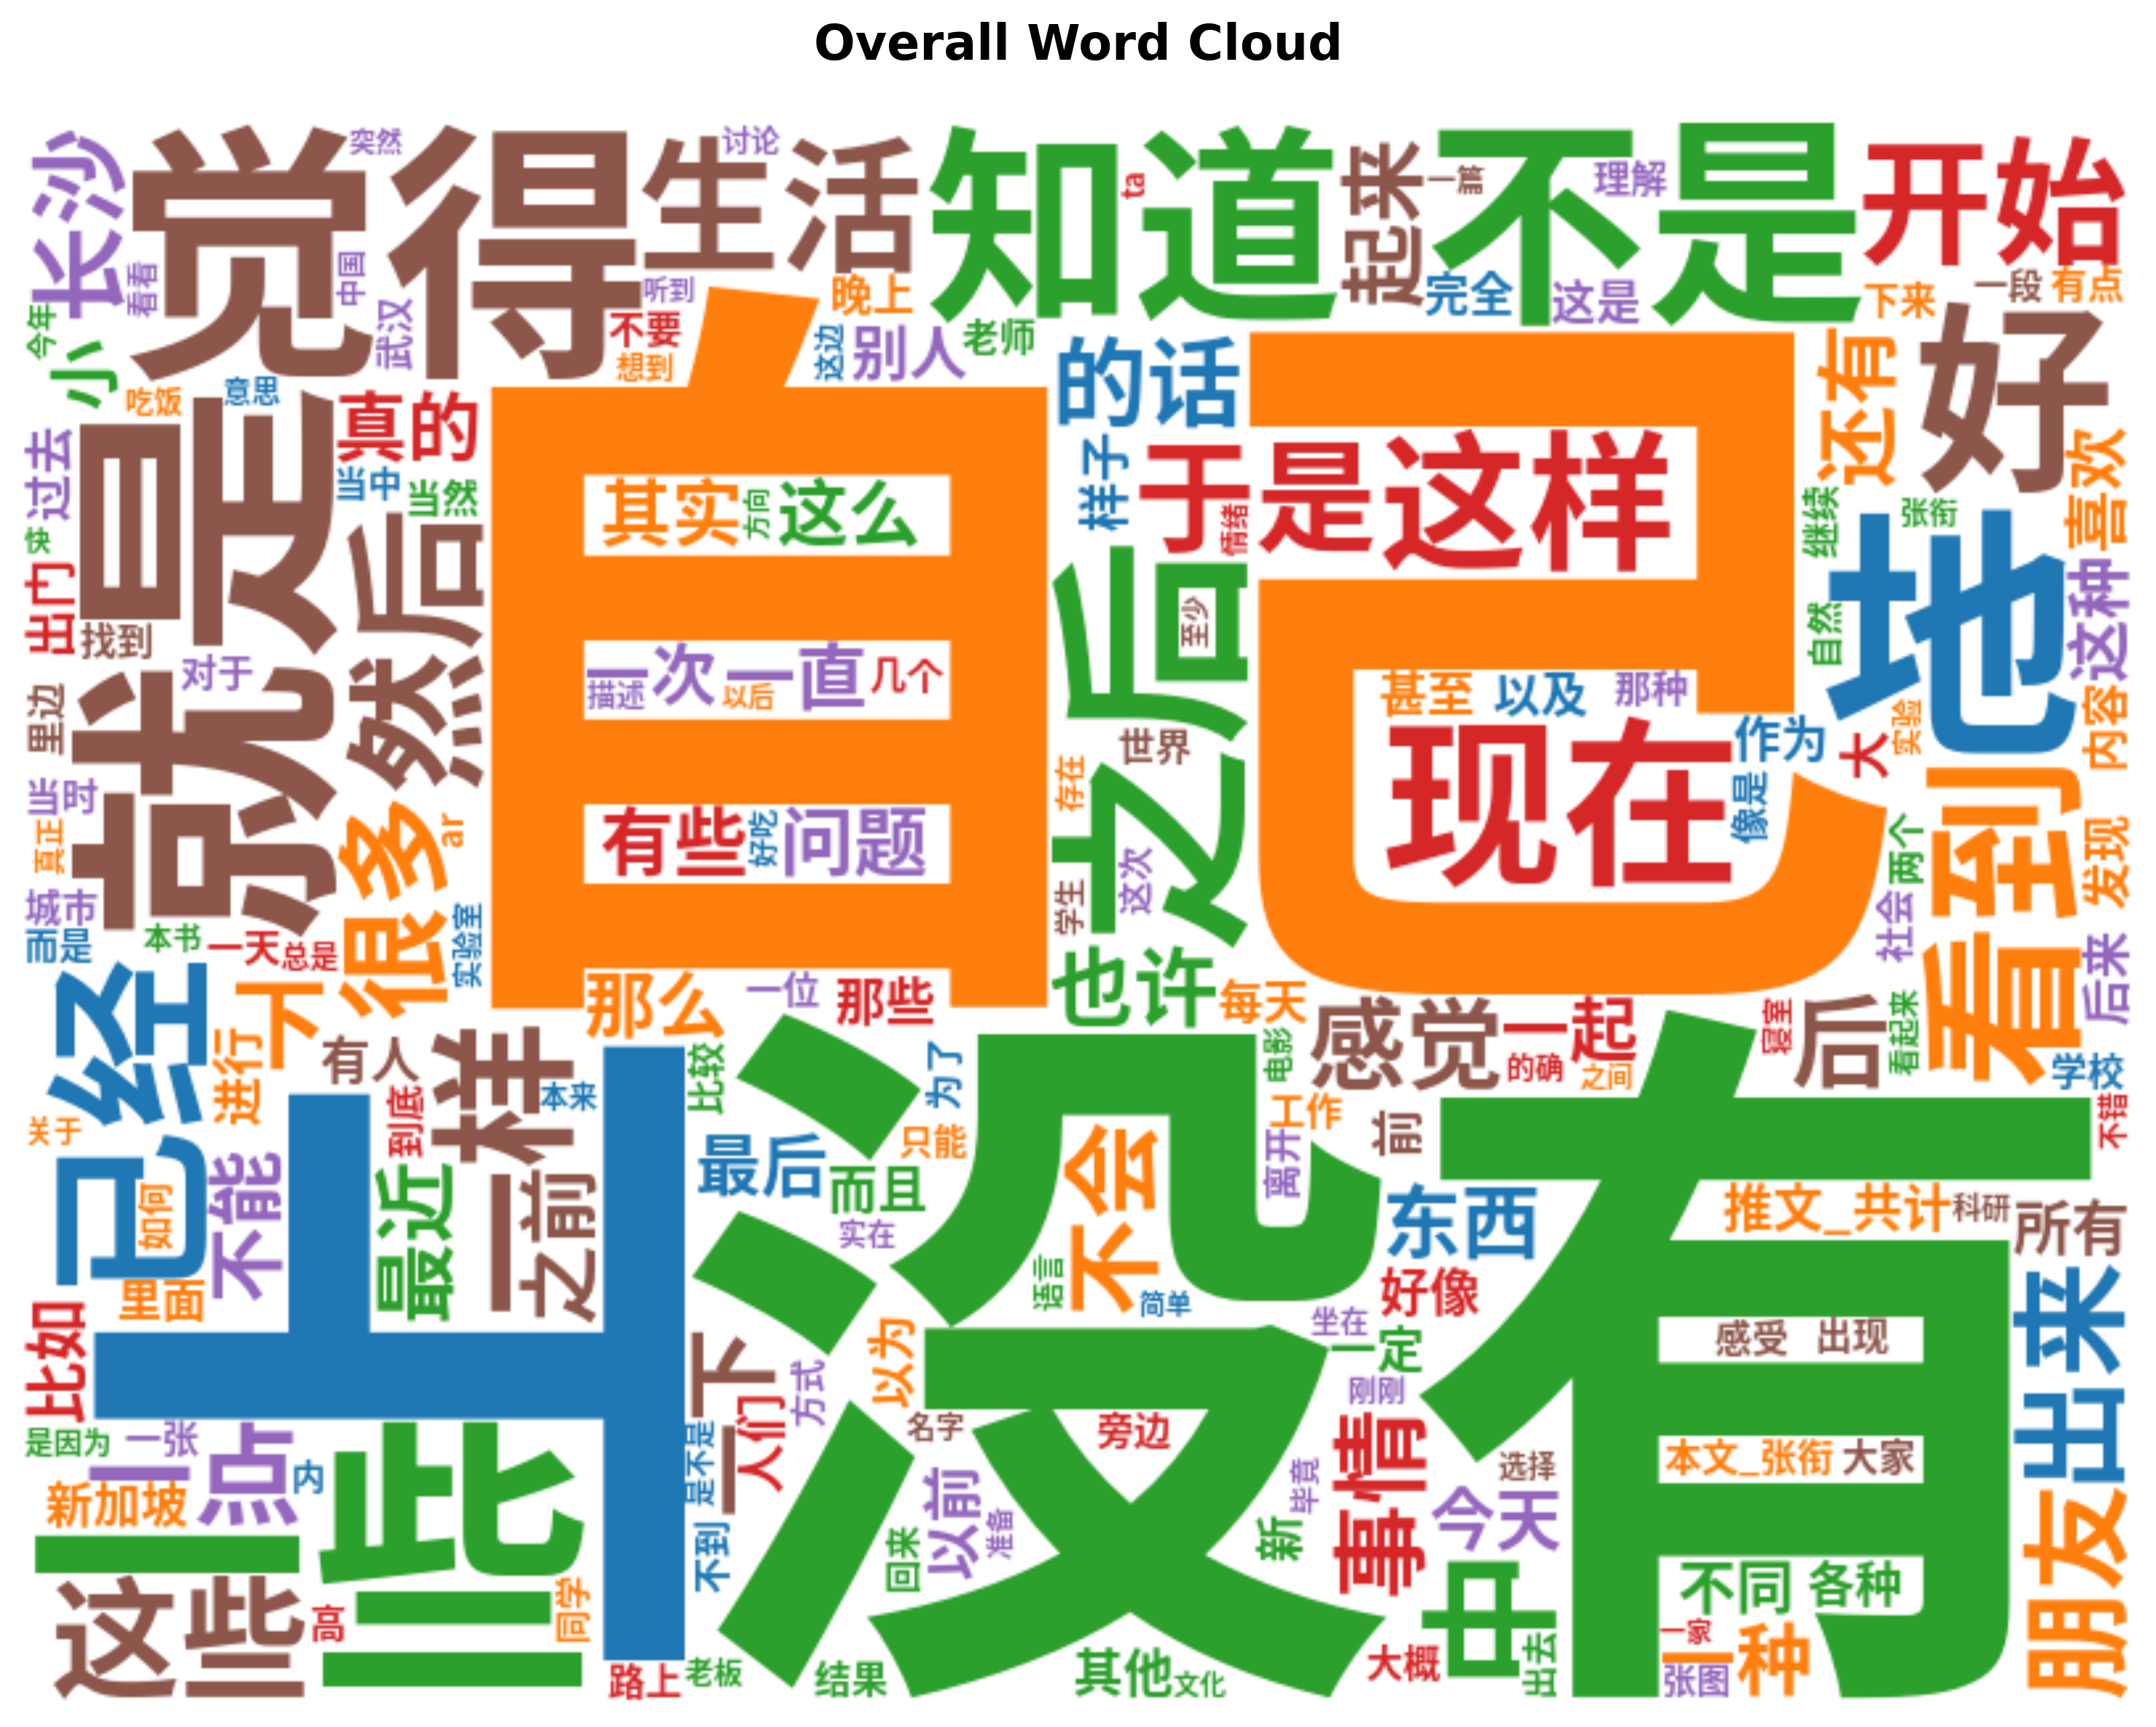 Overall Word Cloud
长沙
觉得
突然
生活
讨论
知道
ta
起来
一篇
不是
理解
开始
看看
中国
武汉
听到
晚上
完全
这是
下来
一段
有点
今年
小
不要
想到
这边
别人
老师
的话
还有
好
吃饭
意思
真的
自己
喜欢
过去
就是
当中
当然
其实
方向
这么
样子
于是
情绪
这样
继续
张衔
快
然后
之后
至少
地
出门
找到
自然
这种
对于
一次
一直
几个
描述
以后
甚至
以及
那种
里边
世界
现在
作为
大
实验
内容
当时
存在
像是
看到
真正
很多
ar
有些
好吃
问题
这次
两个
发现
城市
学生
社会
而是
本书
一天
总是
实验室
已经
下
那么
一位
那些
也许
每天
后来
进行
有人
一样
本来
比较
没有
为了
电影
感觉
一起
的确
之间
寝室
后
看起来
学校
关于
到底
最后
而且
只能
不会
工作
离开
前
不错
如何
不能
最近
之前
实在
东西
推文_共计
科研
所有
里面
上
语言
简单
好像
比如
一下
以为
坐在
一定
感受
出现
出来
人们
方式
刚刚
是因为
一张
一点
内
是不是
名字
旁边
事情
选择
本文_张衔
大家
新加坡
一些
以前
准备
毕竟
今天
不到
回来
新
中
不同
各种
朋友
这些
高
同学
一家
一种
路上
老板
结果
其他
文化
大概
出去
张图